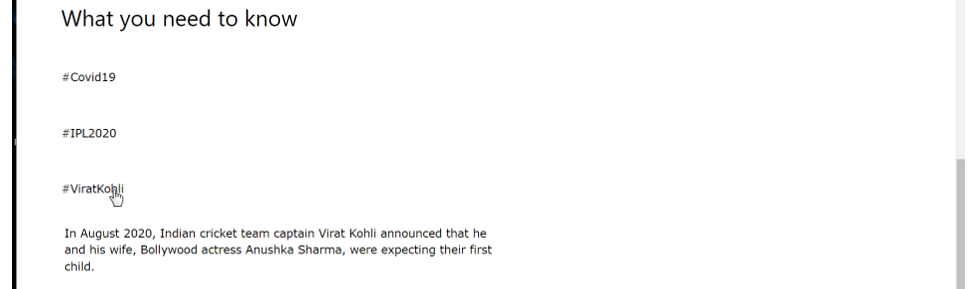 What you need to know
#Covid19
#IPL2020
#ViratKohli
In August 2020, Indian cricket team captain Virat Kohli announced that he
and his wife, Bollywood actress Anushka Sharma, were expecting their first
child.